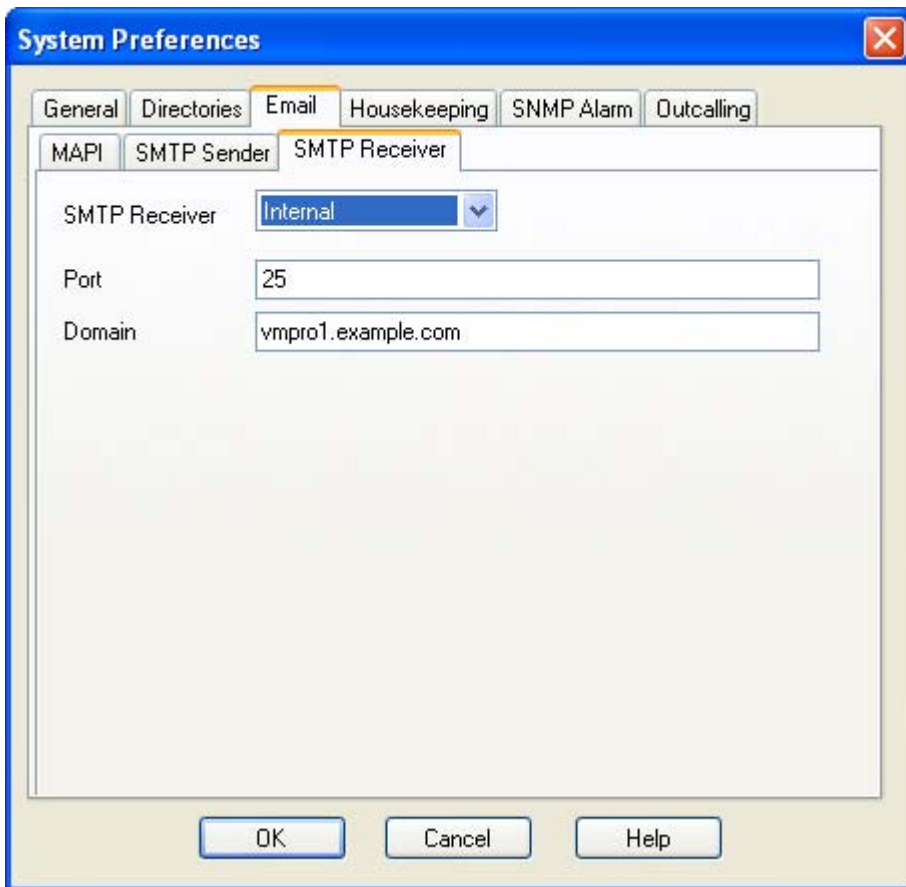 System Preferences
General Directories Email Housekeeping SNMP Alarm Outcalling
MAPI SMTP Sender SMTP Receiver
SMTP Receiver Internal
Port 25
Domain vmpro1.example.com
OK Cancel Help